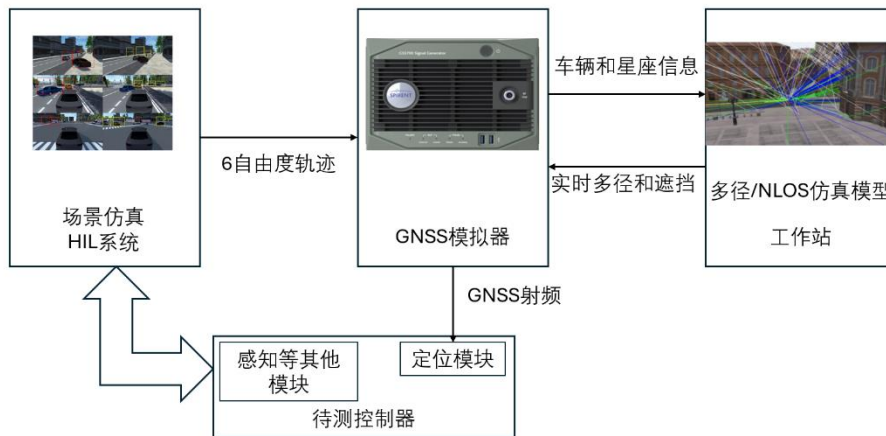 场景仿真
HIL系统
6自由度轨迹
SPIRENT
GNSS模拟器
车辆和星座信息
实时多径和遮挡
多径/NLOS仿真模型
工作站
GNSS射频
感知等其他
模块
定位模块
待测控制器